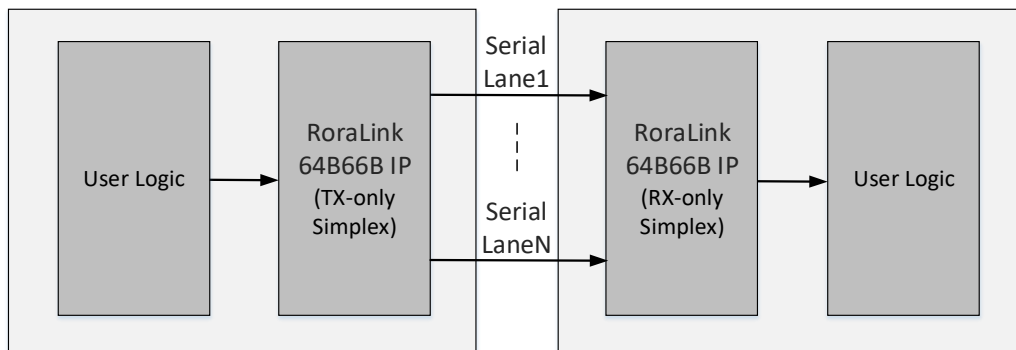 User Logic
RoraLink
64B66B IP
(TX-only
Simplex)
Serial
Lane1
Serial
LaneN
RoraLink
64B66B IP
(RX-only
Simplex)
User Logic